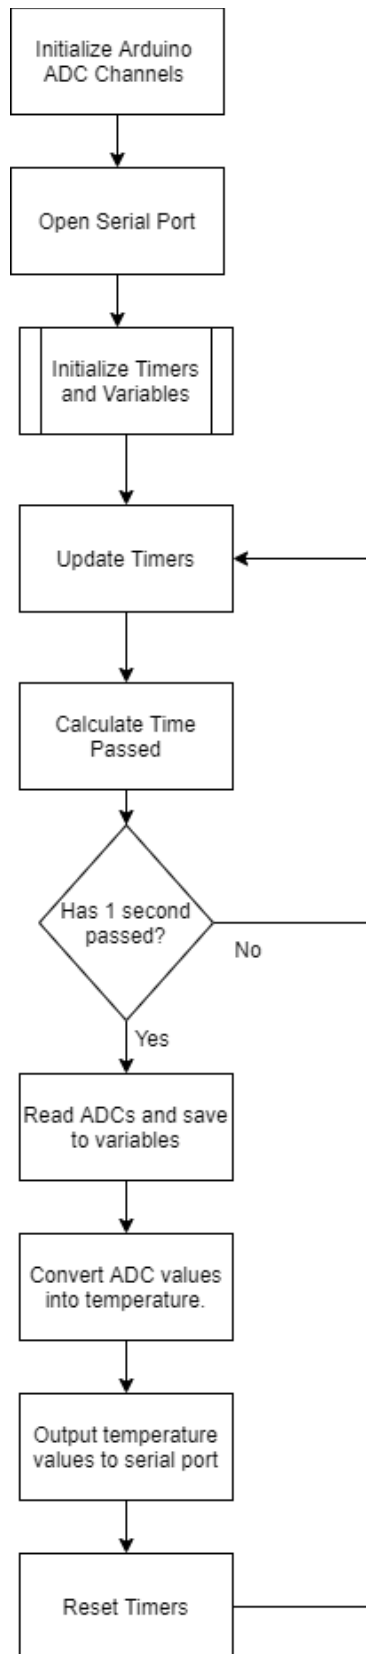 Initialize Arduino
ADC Channels
Open Serial Port
Initialize Timers
and Variables
Update Timers
Calculate Time
Passed
Has 1 second
passed?
No
Yes
Read ADCs and save
to variables
Convert ADC values
into temperature.
Output temperature
values to serial port
Reset Timers